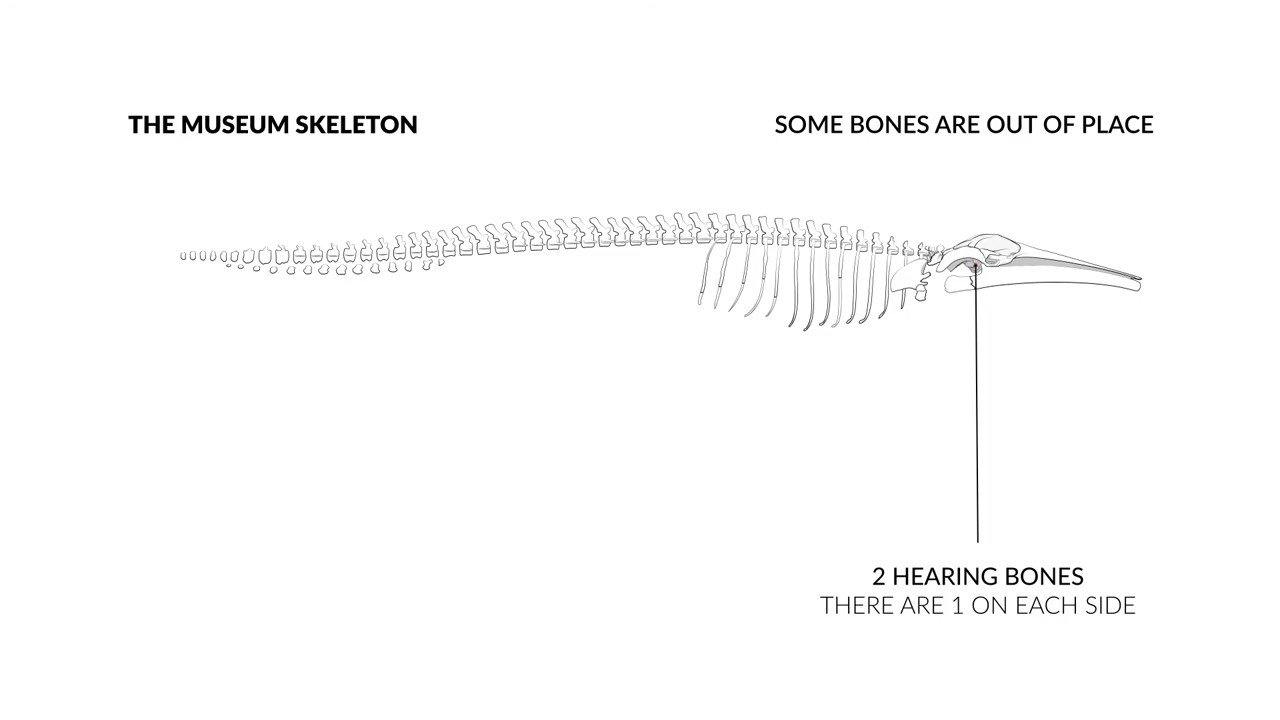 THE MUSEUM SKELETON
SOME BONES ARE OUT OF PLACE
2 HEARING BONES
THERE ARE 1 ON EACH SIDE